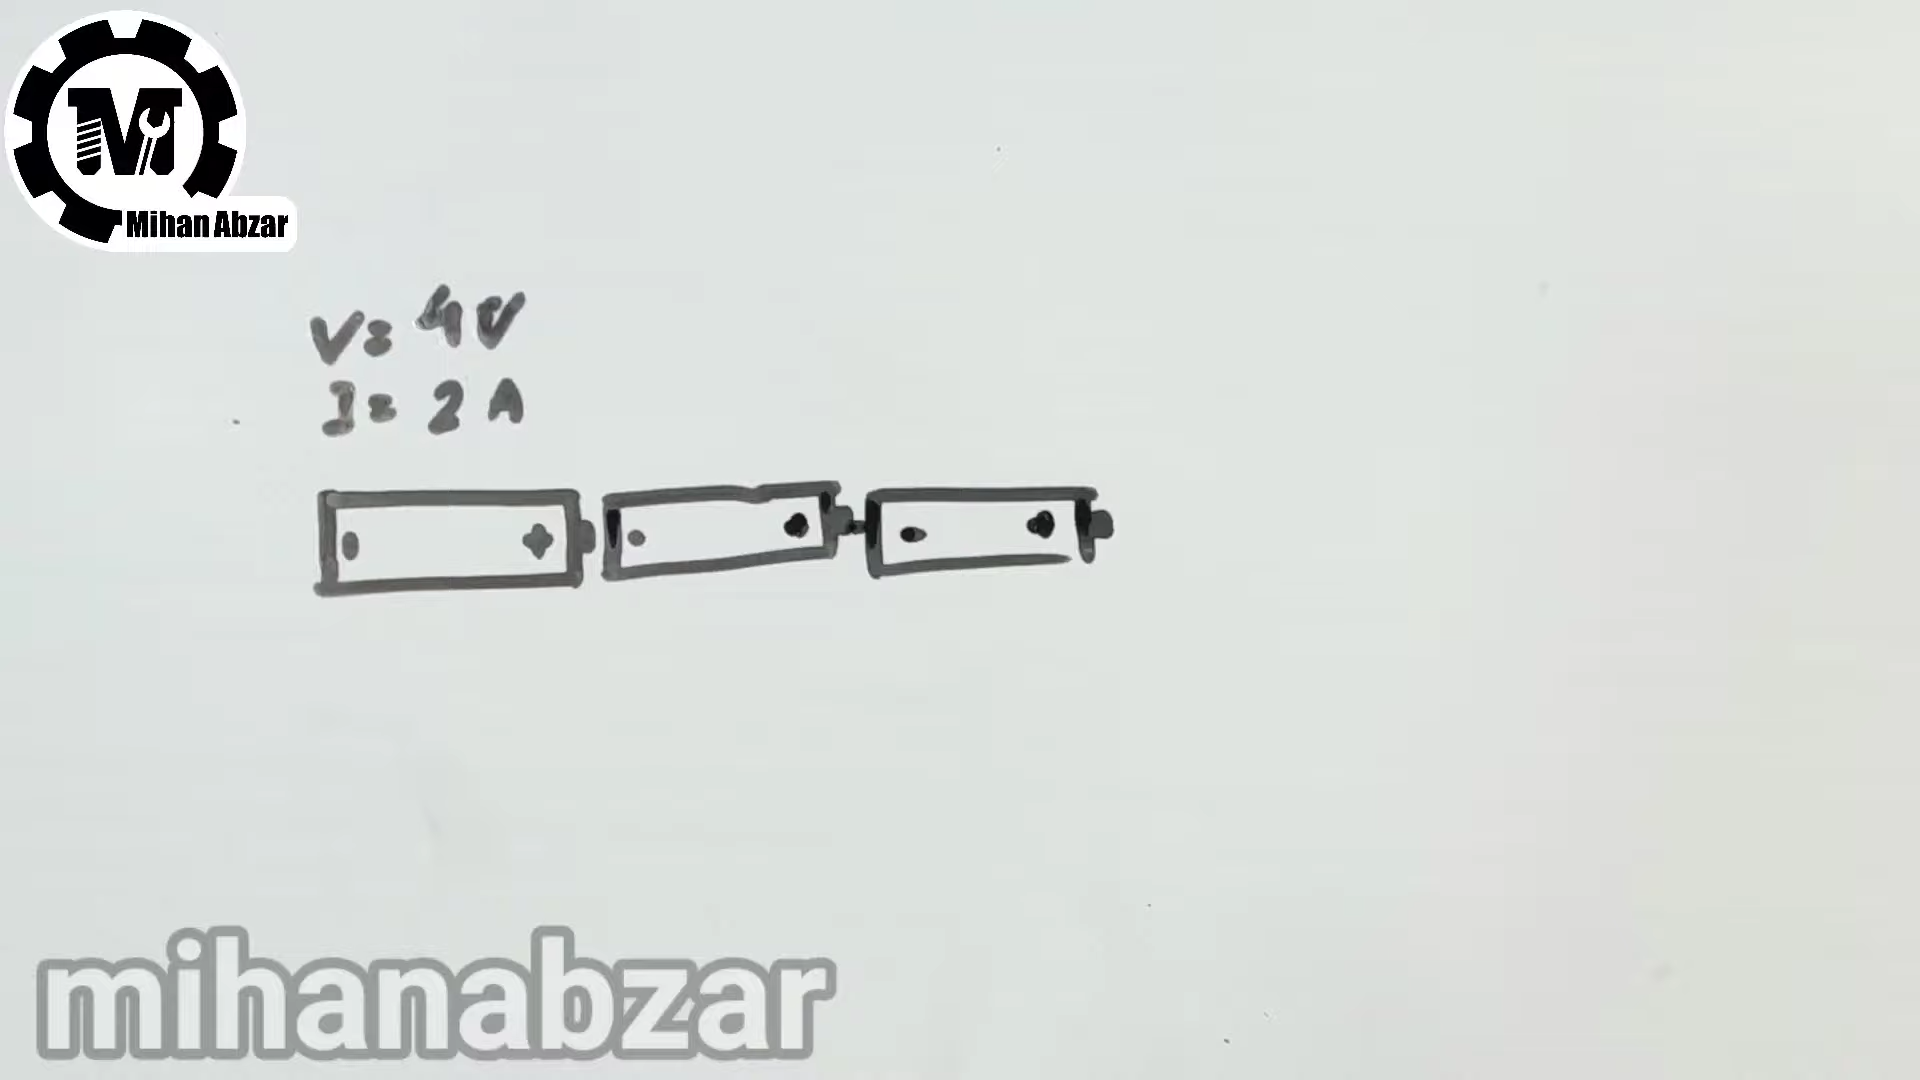 M
Mihan Abzar
V= 4V
I= 2 A
- +
- +
- +
mihanabzar